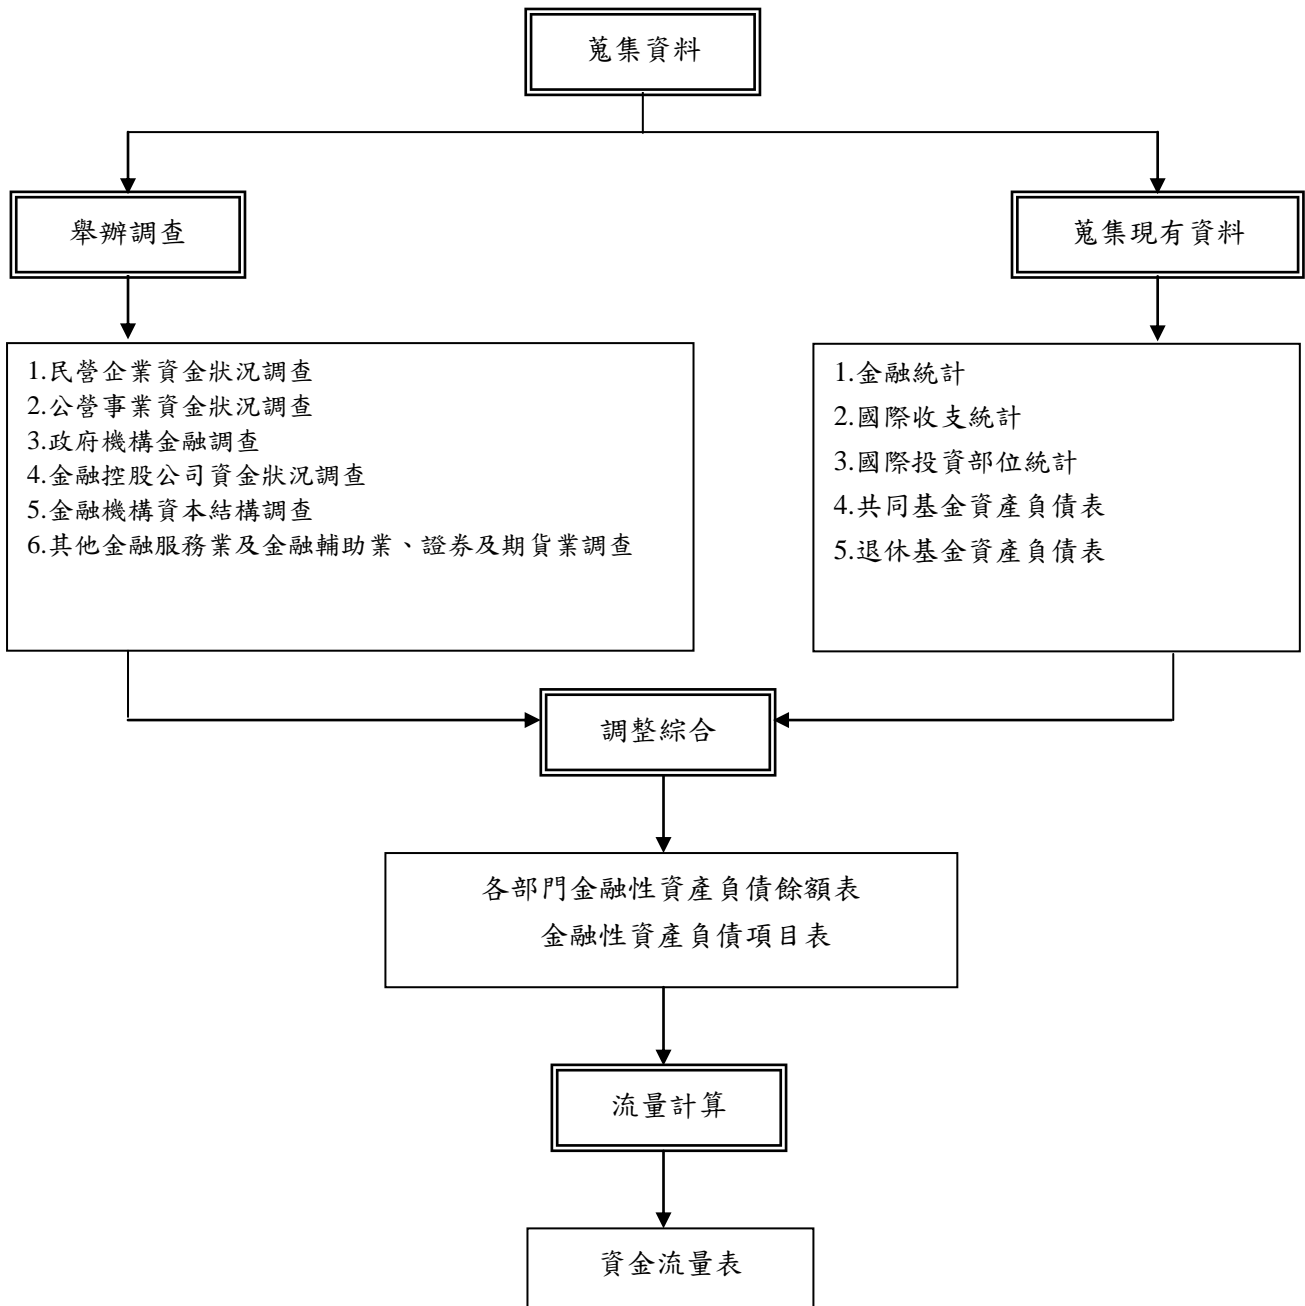 蒐集資料
舉辦調查
蒐集現有資料
1.民營企業資金狀況調查
2.公營事業資金狀況調查
3.政府機構金融調查
4.金融控股公司資金狀況調查
5.金融機構資本結構調查
6.其他金融服務業及金融輔助業、證券及期貨業調查
1.金融統計
2.國際收支統計
3.國際投資部位統計
4.共同基金資產負債表
5.退休基金資產負債表
調整綜合
各部門金融性資產負債餘額表
金融性資產負債項目表
流量計算
資金流量表